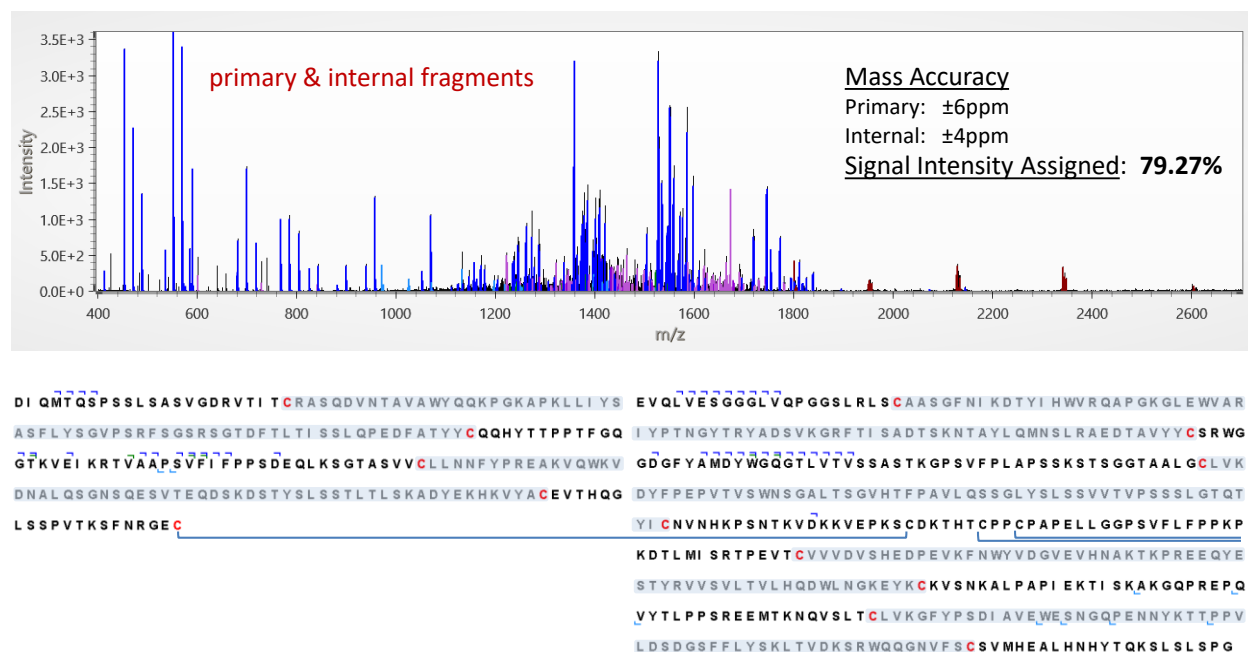 3.5E+3
3.0E+3
2.5E+3
2.0E+3
1.5E+3
1.0E+3
5.0E+2
0.0E+0
Intensity
primary & internal fragments
Mass Accuracy
Primary: ±6ppm
Internal: ±4ppm
Signal Intensity Assigned: 79.27%
400 600 800 1000 1200 1400 1600 1800 2000 2200 2400 2600
m/z
DIQMTQSPSSLSASVGDRVTITCRASQDVNTAVAWYQQKPGKAPKLLIYS
ASFLYSGVPSRFSGSRSGTDFTLTISSLQPEDFATYYCQQHYTTPPTFGQ
GTKVEIKRTVAAPSVFIFPPSDEQLKSGTASVVCLLNNFYPREAKVQWKV
DNALQSGNSQESVTEQDSKDSTYSLSSTLTLSKADYEKHKVYACEVTHQG
LSSPVTKSFNRGEC
EVQLVESGGGLVQPGGSLRLSCAASGFNIKDTYIHWVRQAPGKGLEWVAR
IYPTNGYTRYADSVKGRFTISADTSKNTAYLQMNSLRAEDTAVYYCSRWG
GDGFYAMDYWGQGTLVTVSSASTKGPSVFPLAPSSKSTSGGTAALGCLVK
DYFPEPVTVSWNSGALTSGVHTFPAVLQSSGLYSLSSVVTVPSSSLGTQT
YICNVNHKPSNTKVDKKVEPKSCDKTHTCPPCPAPELLGGPSVFLFPPKP
KDTLMISRTPEVTCVVVDVSHEDPEVKFNWYVDGVEVHNAKTKPREEQYE
STYRVVSVLTVLHQDWLNGKEYKCKVSNKALPAPIEKTISKAKGQPREPQ
VYTLPPSREEMTKNQVSLTCLVKGFYPSDIAVEWESNGQPENNYKTTPPV
LDSDGSFFLYSKLTVDKSRWQQGNVFSCSVMHEALHNHYTQKSLSLSPG